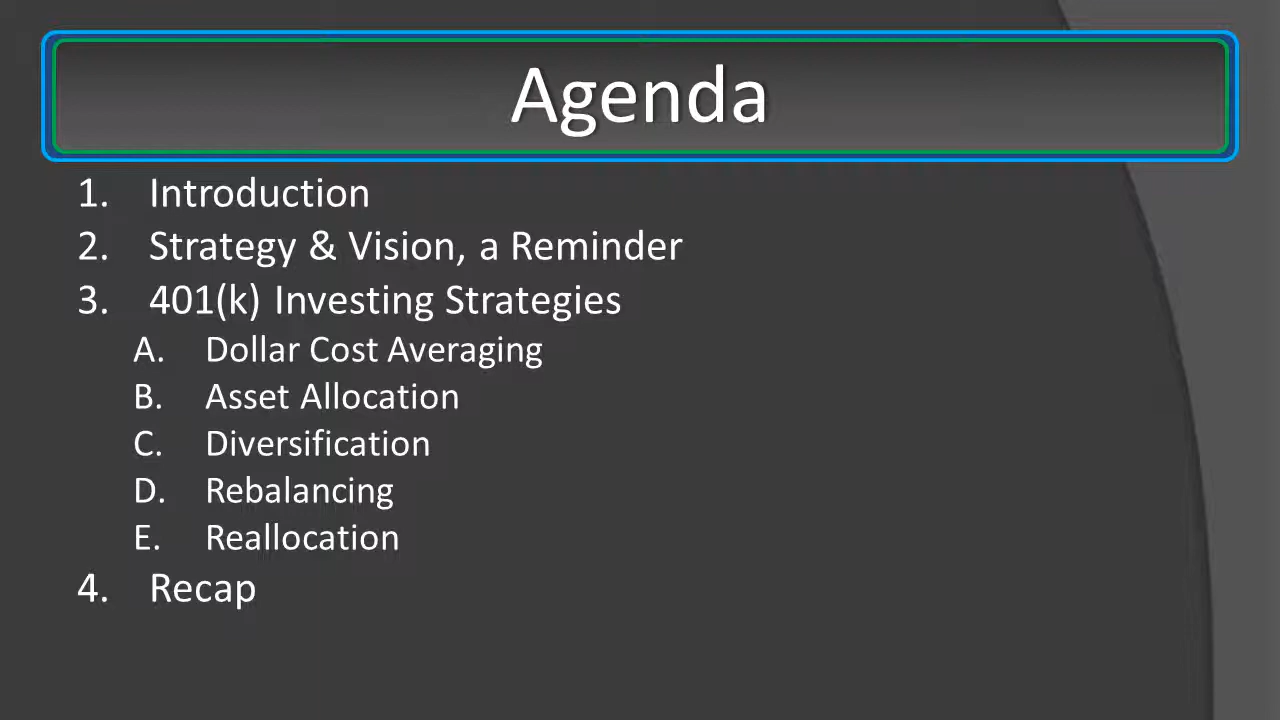 Agenda
1. Introduction
2. Strategy & Vision, a Reminder
3. 401(k) Investing Strategies
A. Dollar Cost Averaging
B. Asset Allocation
C. Diversification
D. Rebalancing
E. Reallocation
4. Recap